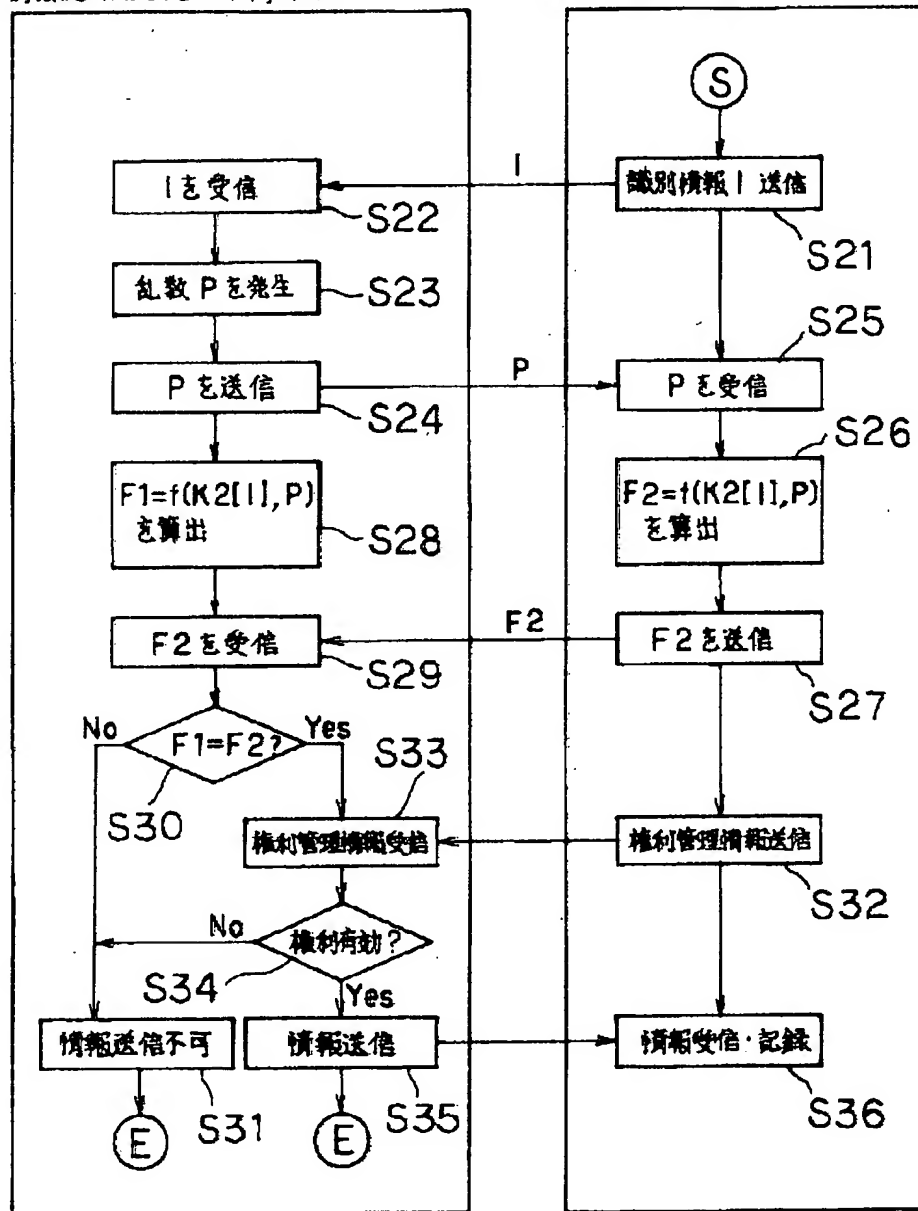 S
識別情報 I 送信
S21
I
Iを受信
S22
乱数 Pを発生
S23
Pを送信
S24
P
S25
Pを受信
S26
F1=f(K2[I],P)
を算出
S28
F2=f(K2[I],P)
を算出
F2を受信
S29
F2
F2を送信
S27
No
F1=F2?
Yes
S30
S33
権利管理情報受信
権利管理情報送信
S32
No
権利有効?
S34
Yes
情報送信不可
S31
情報送信
S35
情報受信・記録
S36
E
E